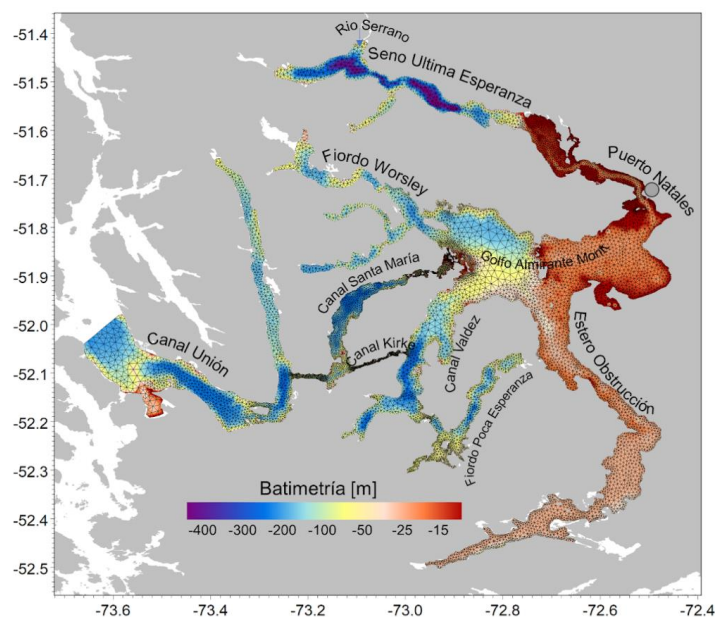 -51.4
-51.5
-51.6
-51.7
-51.8
-51.9
-52.0
-52.1
-52.2
-52.3
-52.4
-52.5
Rio Serrano
Seno Ultima Esperanza
Puerto Natales
Fiordo Worsley
Golfo Almirante Montt
Canal Santa María
Canal Kirke
Canal Valdez
Canal Unión
Estero Obstrucción
Fiordo Poca Esperanza
Batimetría [m]
-400 -300 -200 -100 -50 -25 -15
-73.6 -73.4 -73.2 -73.0 -72.8 -72.6 -72.4